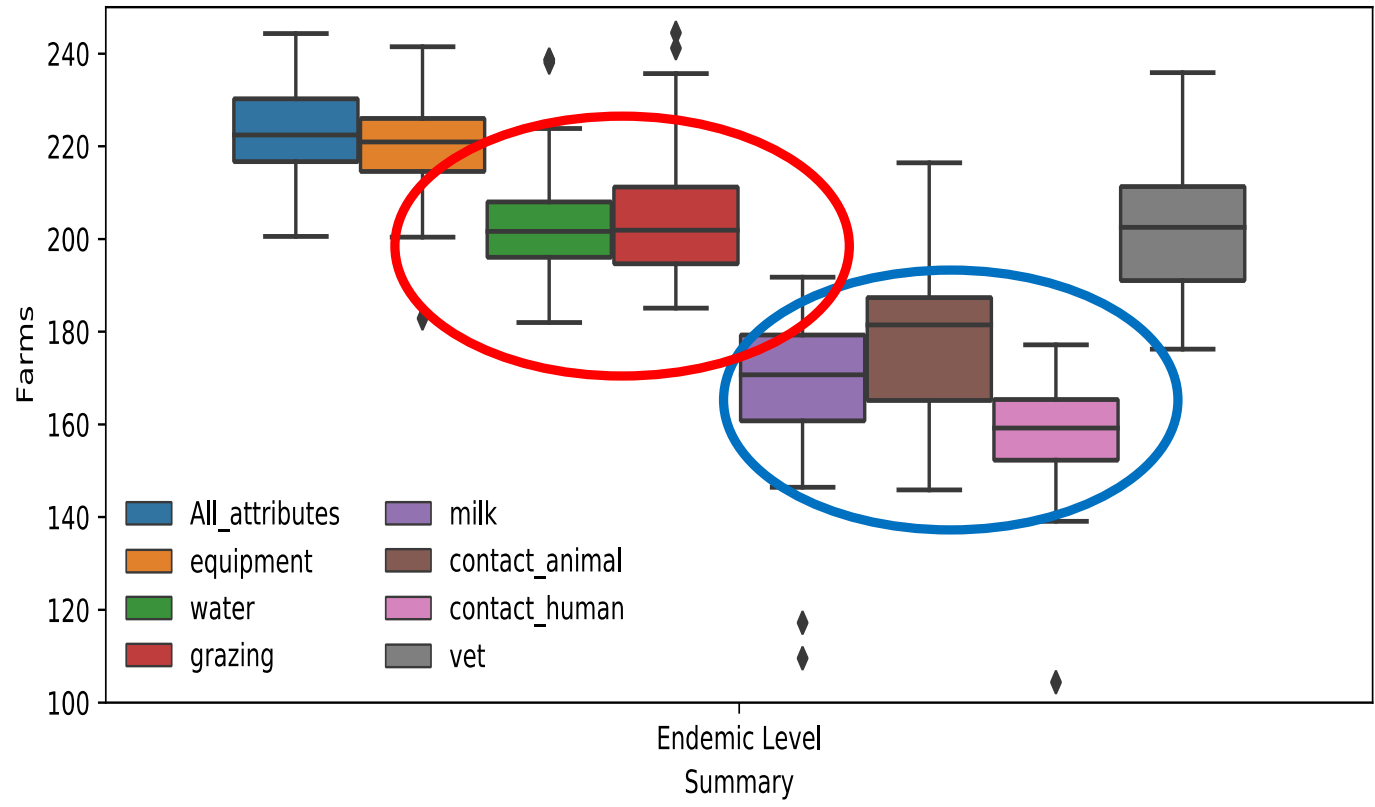 240
220
200
180
160
140
120
100
Farms
All_attributes
equipment
water
grazing
milk
contact_animal
contact_human
vet
Endemic Level
Summary